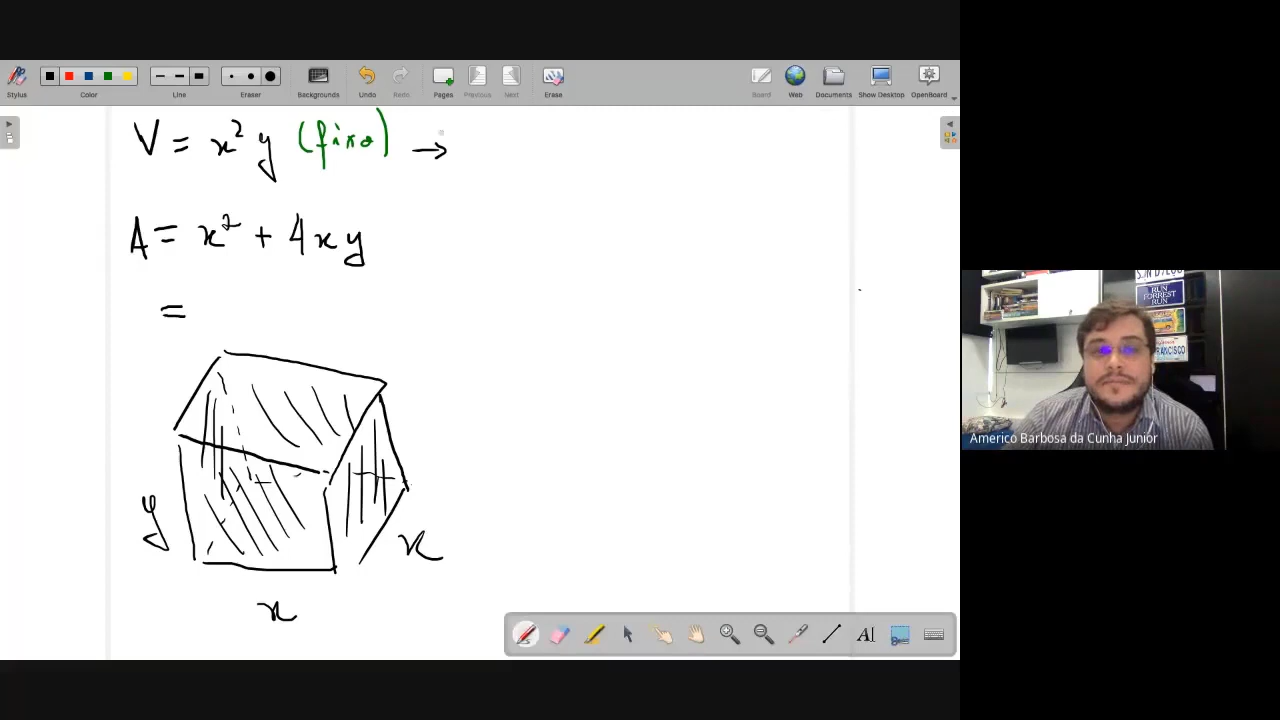 Stylus
Color
Line
Eraser
Backgrounds
Undo
Redo
Pages
Previous
Next
Erase
Board
Web
Documents
Show Desktop
OpenBoard
V = x² y (fixo) →
A = x² + 4xy
=
y
x
x
A
RUN FORREST RUN
Americo Barbosa da Cunha Junior